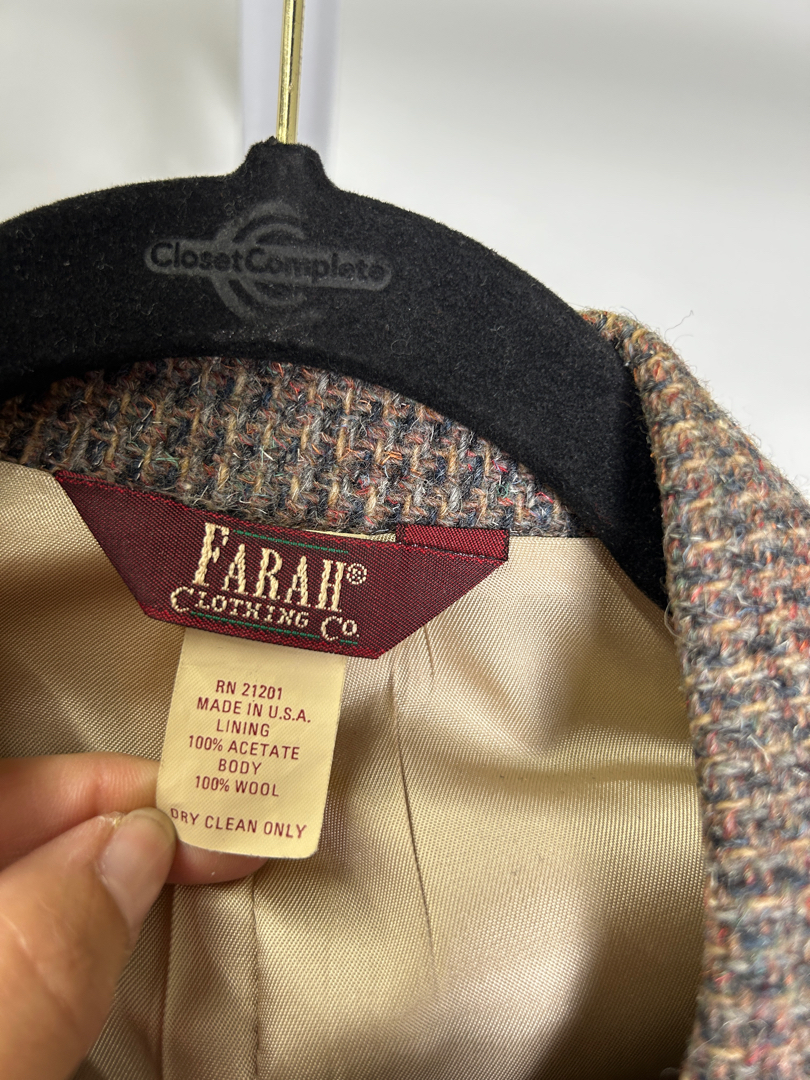 ClosetComplete
FARAH®
CLOTHING CO.
RN 21201
MADE IN U.S.A.
LINING
100% ACETATE
BODY
100% WOOL
DRY CLEAN ONLY